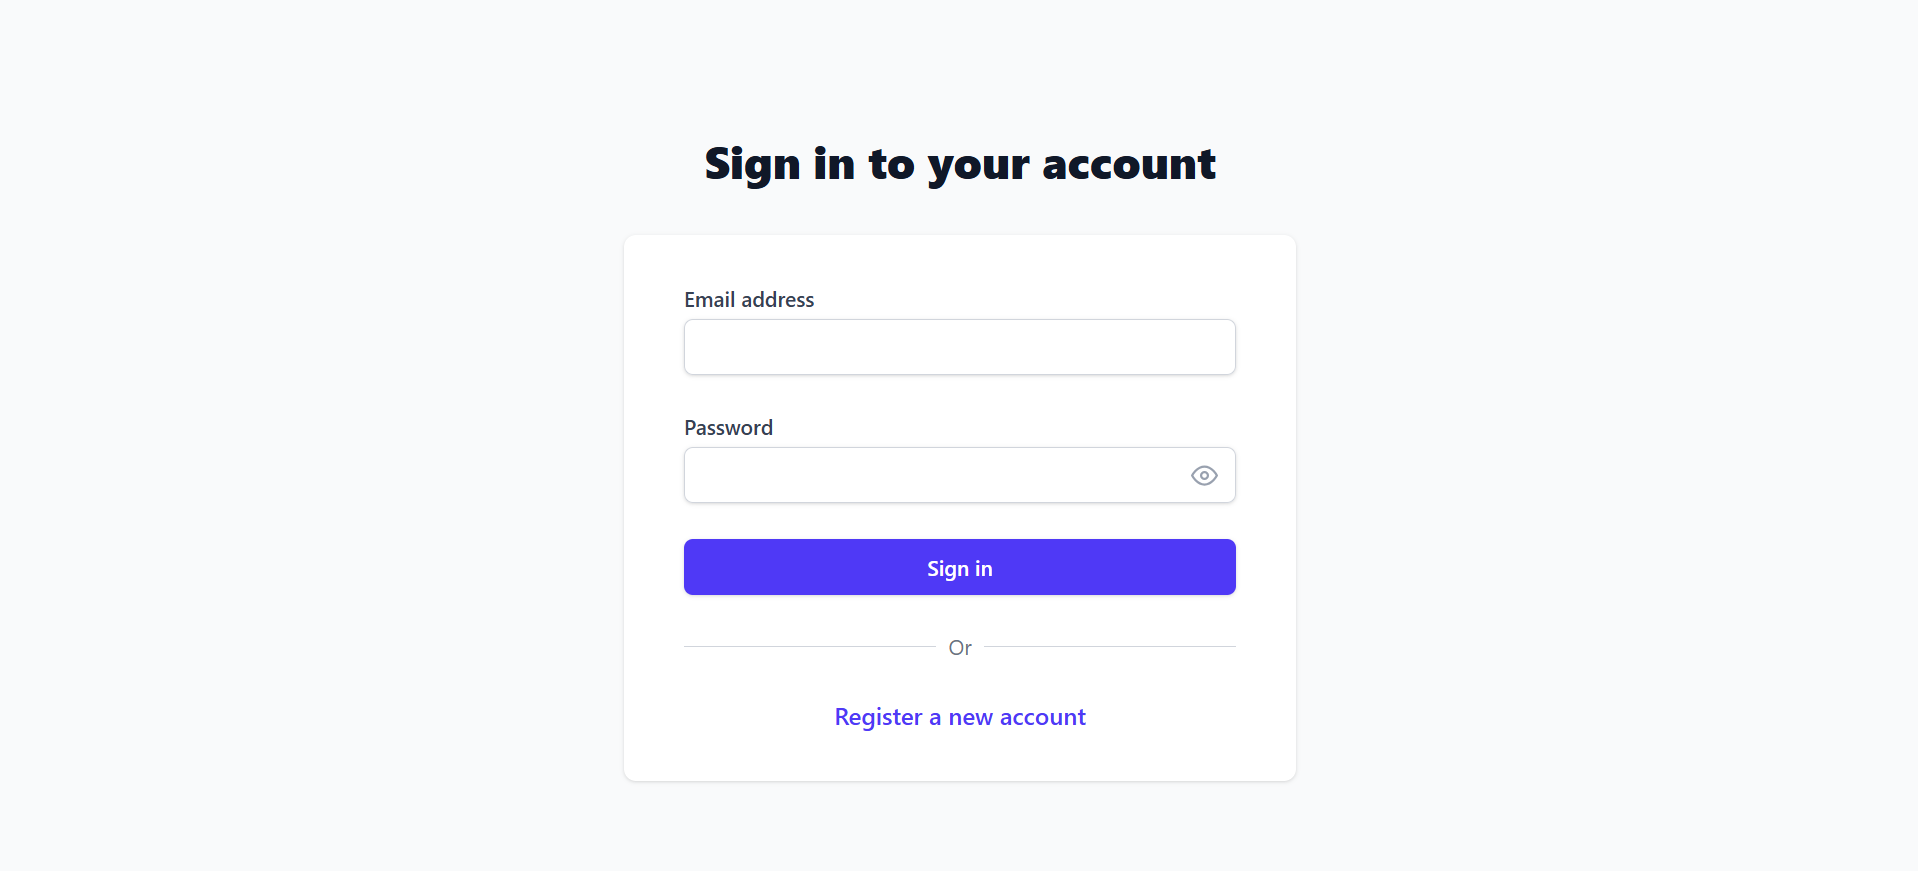 Sign in to your account
Email address
Password
Sign in
Or
Register a new account